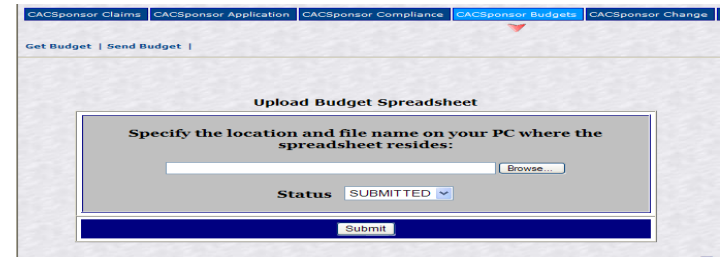 CACSponsor Claims CACSponsor Application CACSponsor Compliance CACSponsor Budgets CACSponsor Change
Get Budget | Send Budget |
Upload Budget Spreadsheet
Specify the location and file name on your PC where the
spreadsheet resides:
Browse...
Status SUBMITTED
Submit